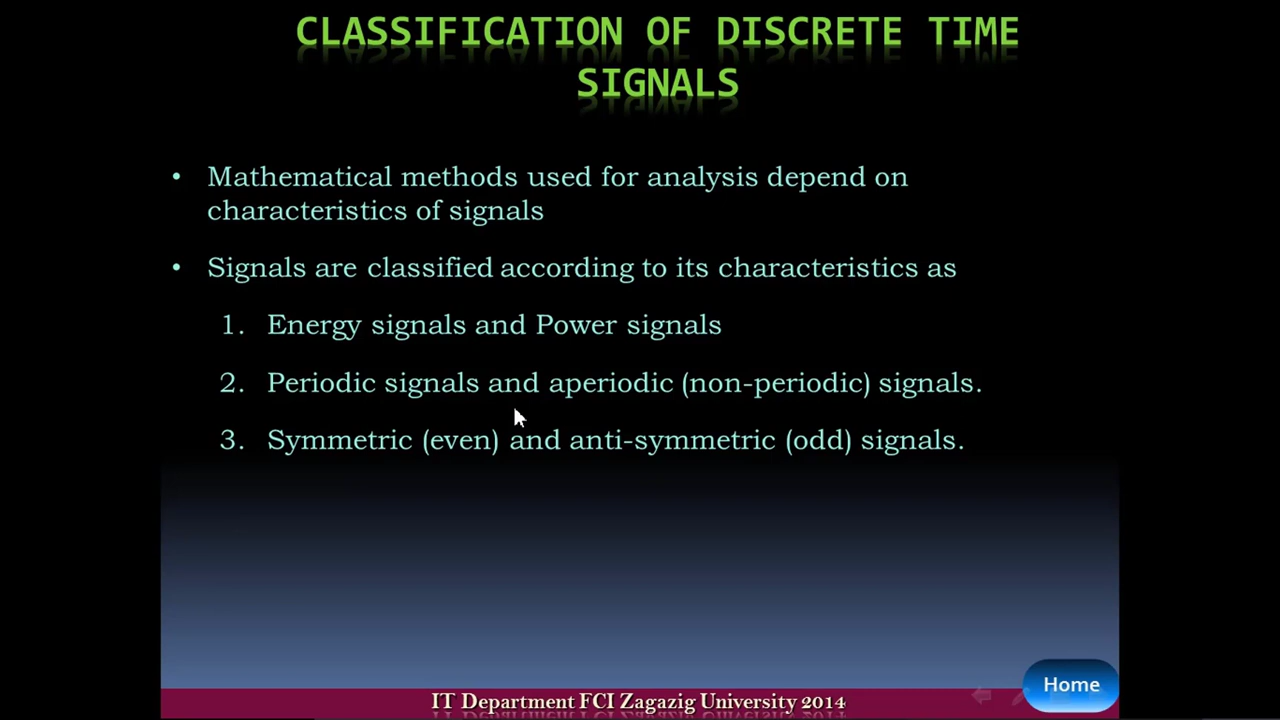 CLASSIFICATION OF DISCRETE TIME
SIGNALS
• Mathematical methods used for analysis depend on
characteristics of signals
• Signals are classified according to its characteristics as
1. Energy signals and Power signals
2. Periodic signals and aperiodic (non-periodic) signals.
3. Symmetric (even) and anti-symmetric (odd) signals.
Home
IT Department FCI Zagazig University 2014